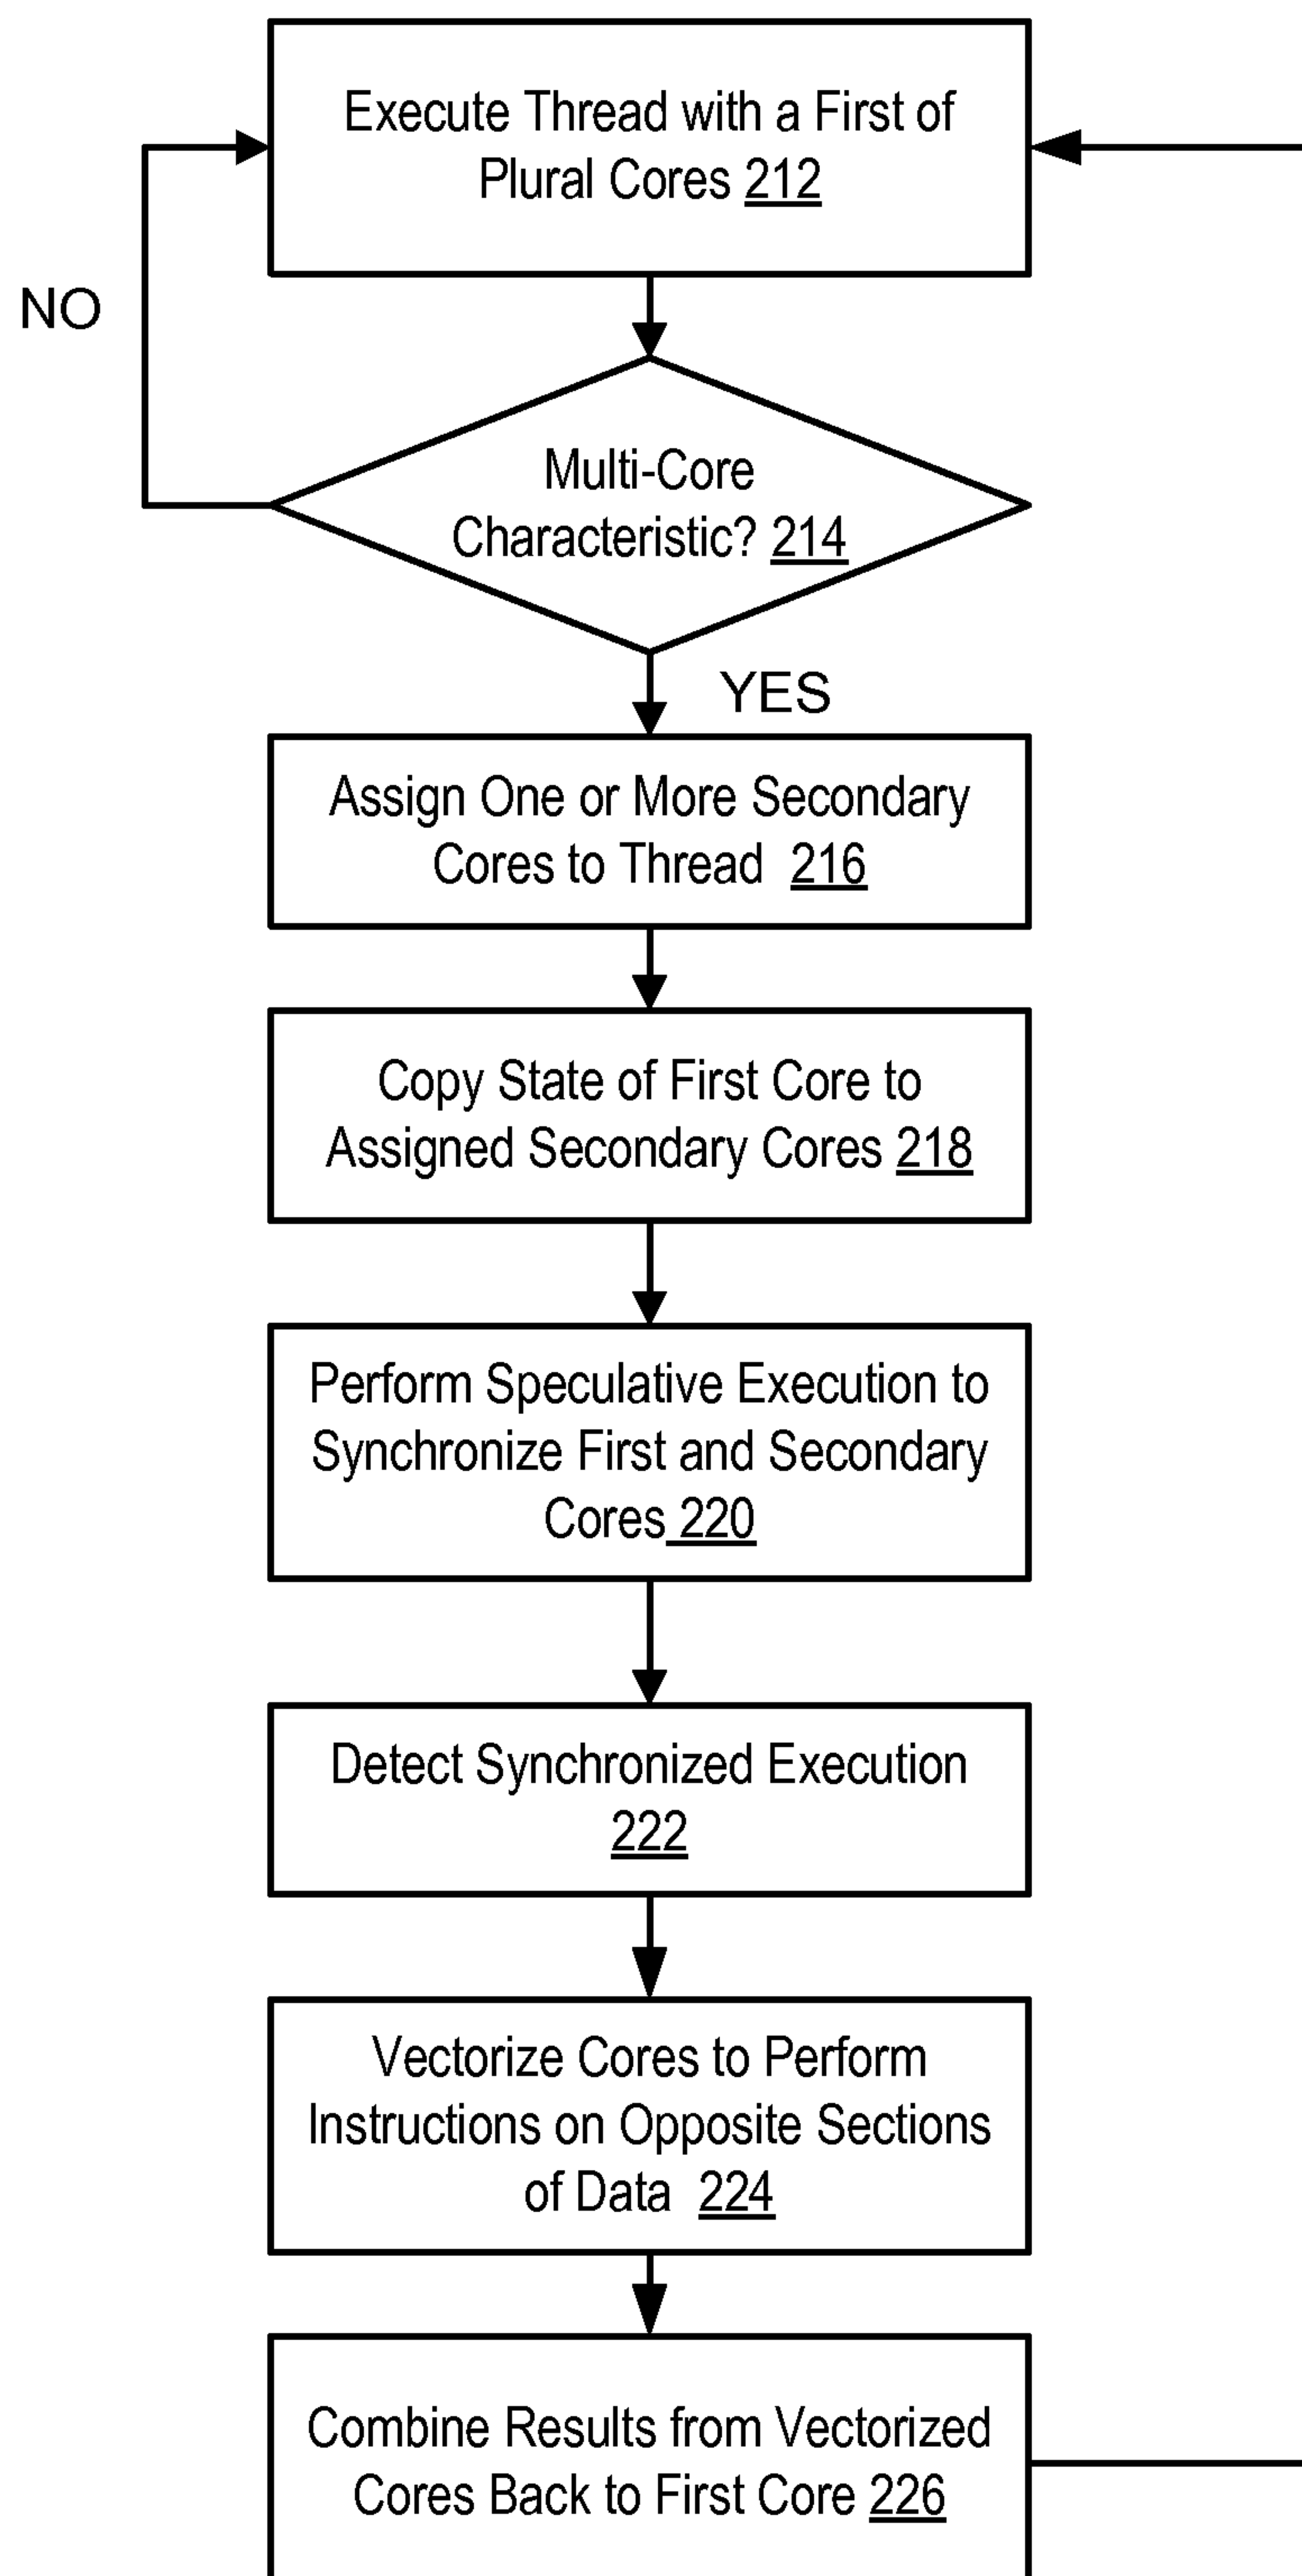 Execute Thread with a First of
Plural Cores 212
NO
Multi-Core
Characteristic? 214
YES
Assign One or More Secondary
Cores to Thread 216
Copy State of First Core to
Assigned Secondary Cores 218
Perform Speculative Execution to
Synchronize First and Secondary
Cores 220
Detect Synchronized Execution
222
Vectorize Cores to Perform
Instructions on Opposite Sections
of Data 224
Combine Results from Vectorized
Cores Back to First Core 226